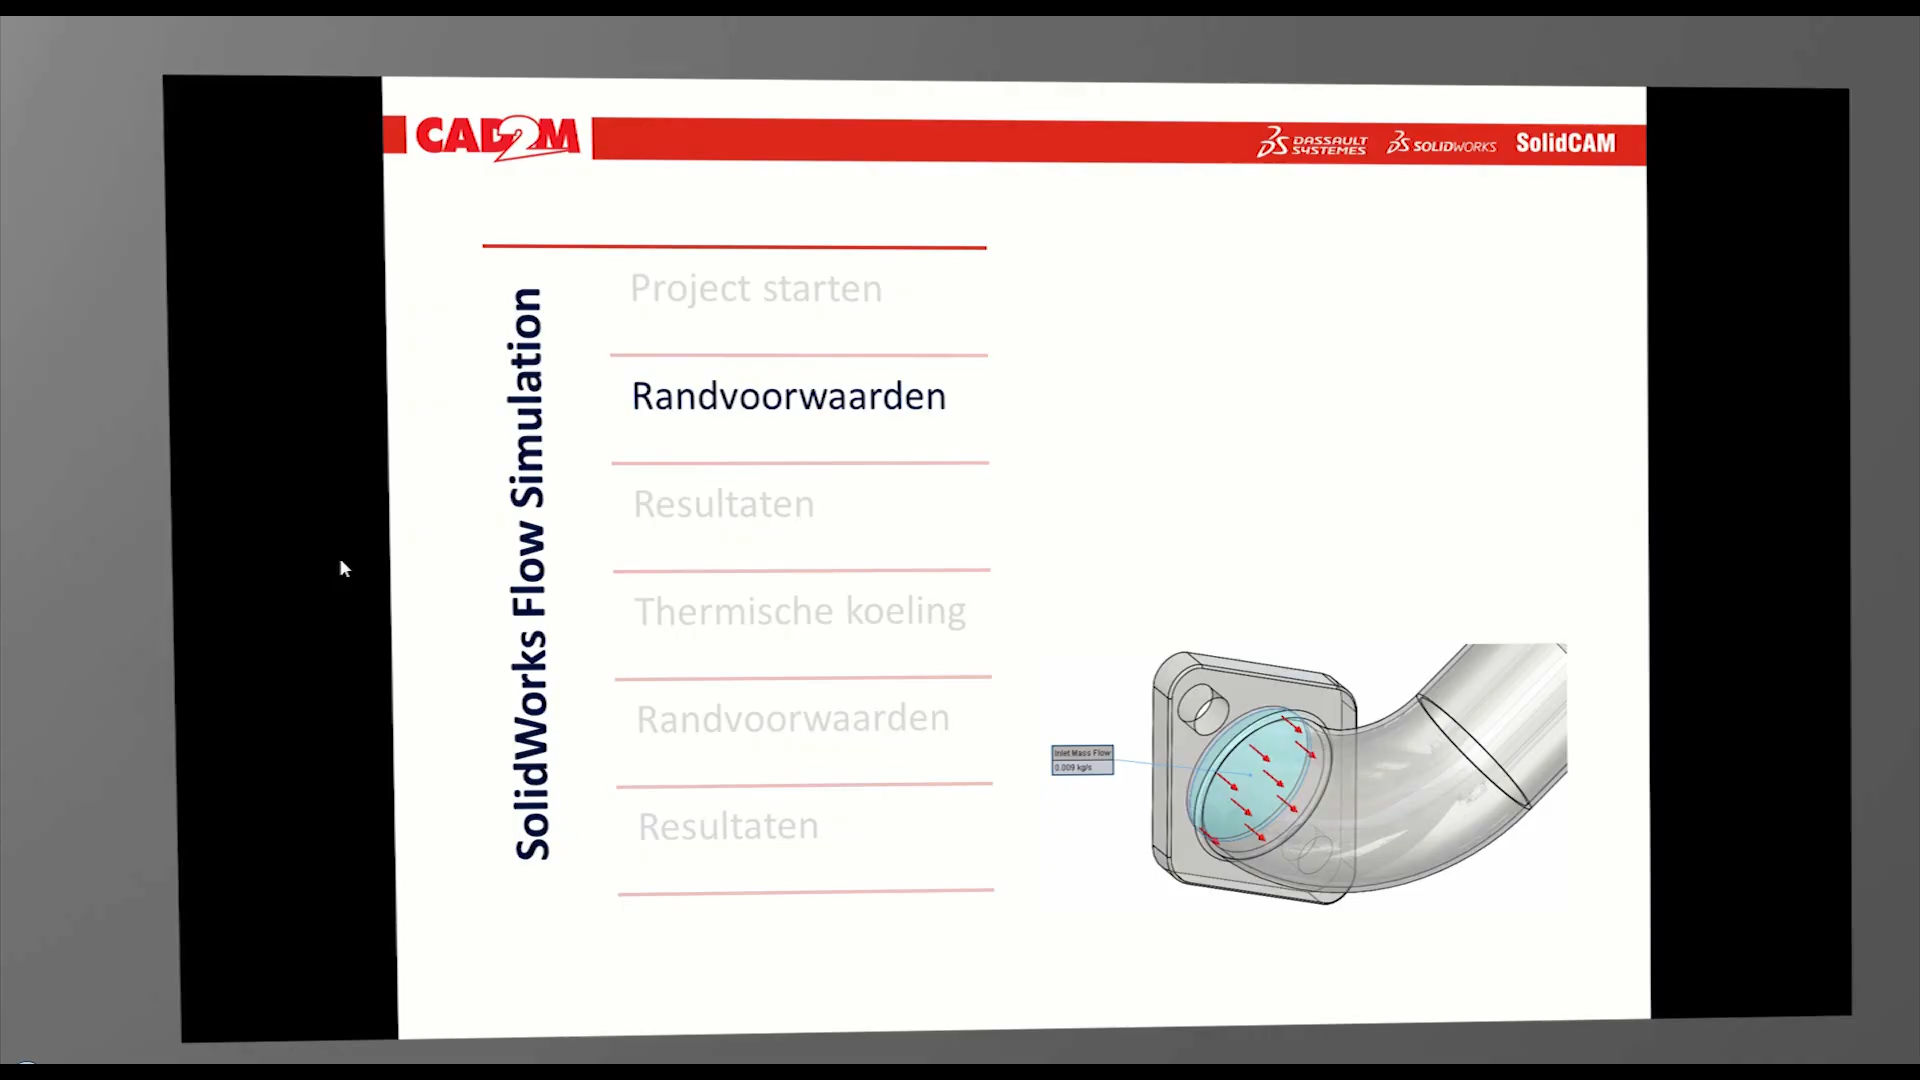 CAD2M
DASSAULT SYSTEMES
SOLIDWORKS
SolidCAM
SolidWorks Flow Simulation
Project starten
Randvoorwaarden
Resultaten
Thermische koeling
Randvoorwaarden
Resultaten
Inlet Mass Flow
0.009 kg/s